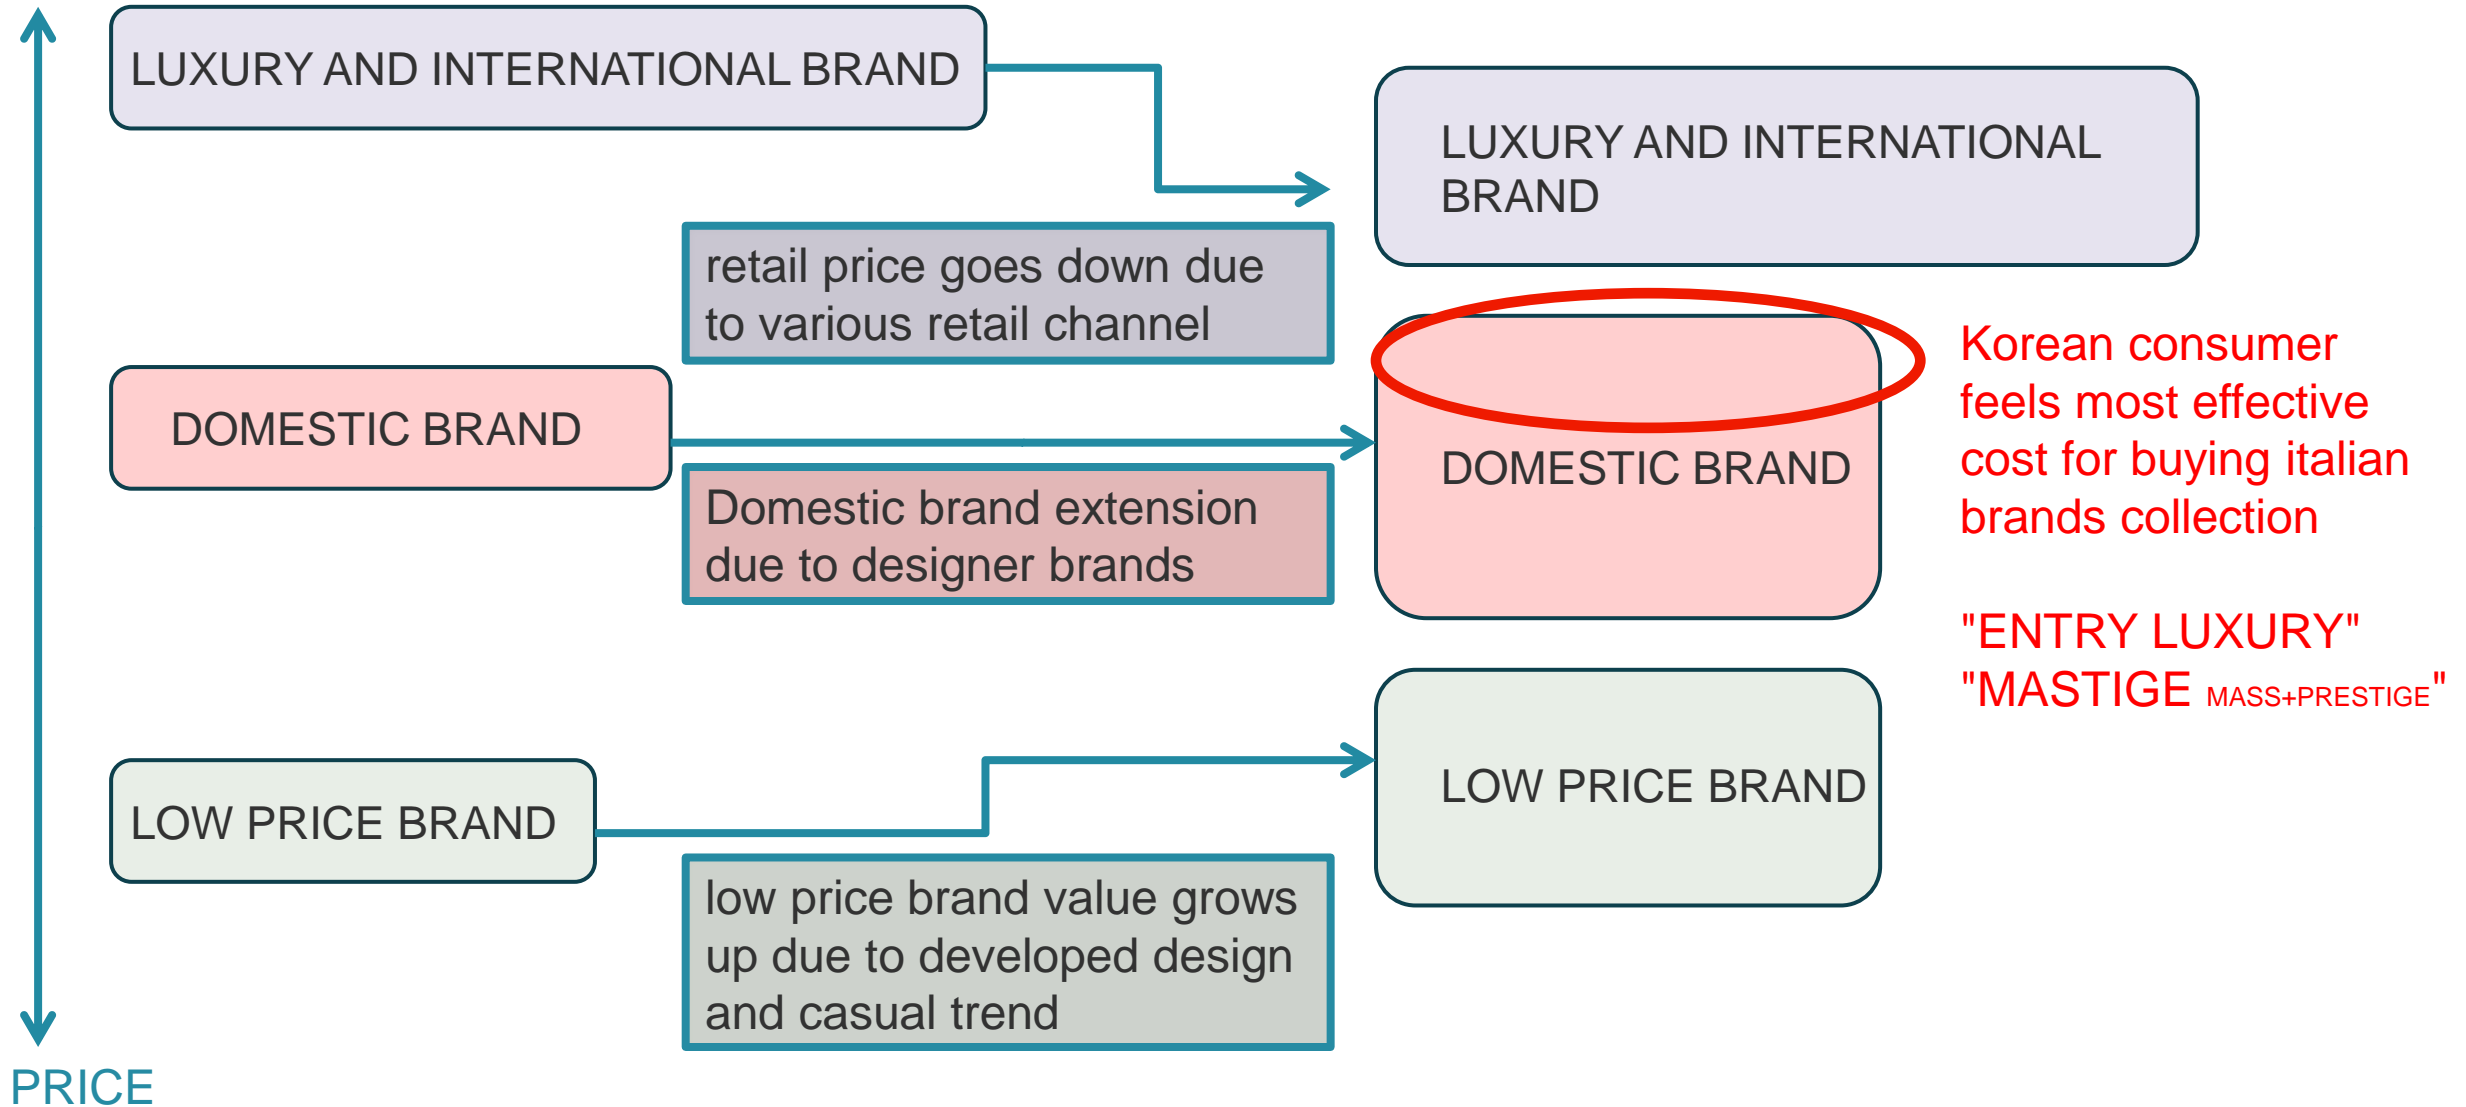 LUXURY AND INTERNATIONAL BRAND
LUXURY AND INTERNATIONAL
BRAND
retail price goes down due
to various retail channel
DOMESTIC BRAND
Domestic brand extension
due to designer brands
DOMESTIC BRAND
Korean consumer
feels most effective
cost for buying italian
brands collection
"ENTRY LUXURY"
"MASTIGE MASS+PRESTIGE"
LOW PRICE BRAND
LOW PRICE BRAND
low price brand value grows
up due to developed design
and casual trend
PRICE